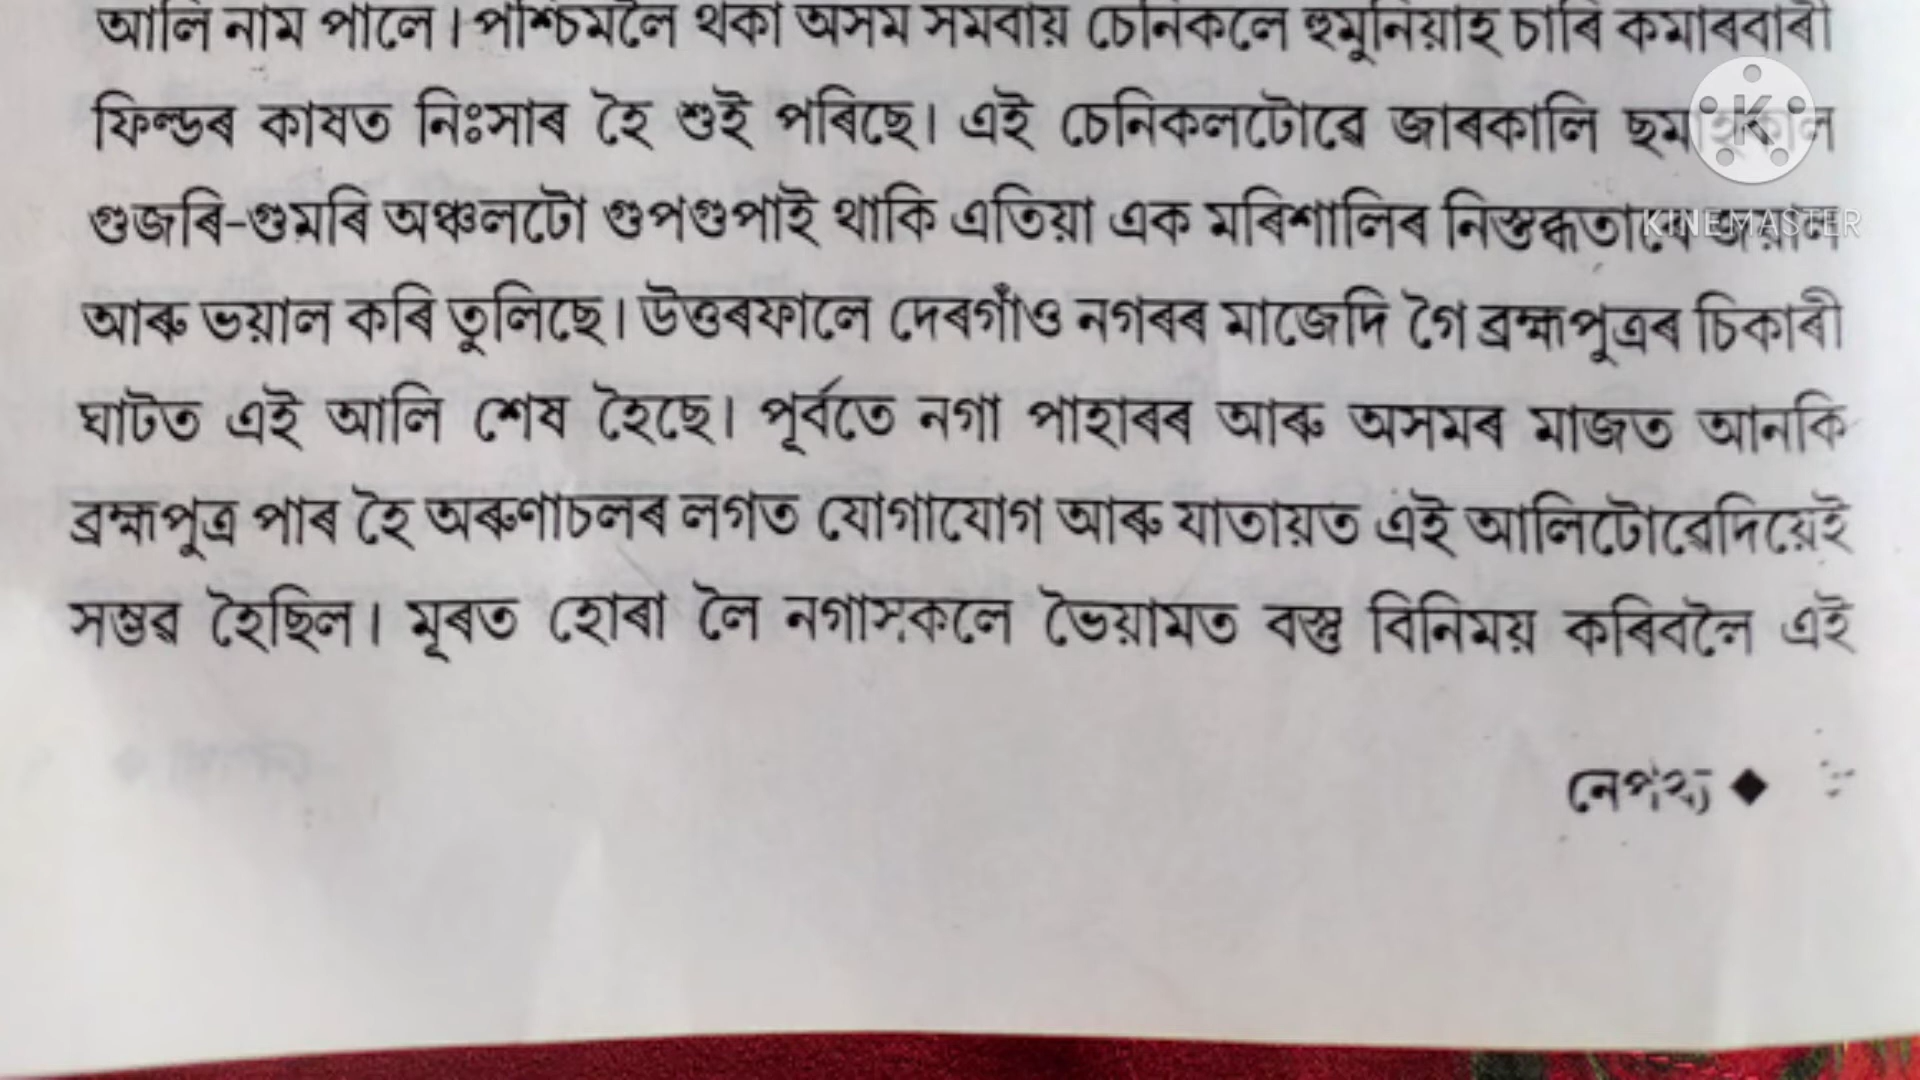 আলি নাম পালে। পশ্চিমলৈ থকা অসম সমবায় চেনিকলে হুমুনিয়াহ চাৰি কমাৰবাৰী
ফিল্ডৰ কাষত নিঃসাৰ হৈ শুই পৰিছে। এই চেনিকলটোৱে জাৰকালি ছমাহকাল
গুজৰি-গুমৰি অঞ্চলটো গুপগুপাই থাকি এতিয়া এক মৰিশালিৰ
KINEMASTER
আৰু ভয়াল কৰি তুলিছে। উত্তৰফালে দেৰগাঁও নগৰৰ মাজেদি গৈ ব্ৰহ্মপুত্ৰৰ চিকাৰী
ঘাটত এই আলি শেষ হৈছে। পূৰ্বতে নগা পাহাৰৰ আৰু অসমৰ মাজত আনকি
ব্ৰহ্মপুত্ৰ পাৰ হৈ অৰুণাচলৰ লগত যোগাযোগ আৰু যাতায়ত এই আলিটোৱেদিয়েই
সম্ভৱ হৈছিল। মূৰত হোৰা লৈ নগাসকলে ভৈয়ামত বস্তু বিনিময় কৰিবলৈ এই